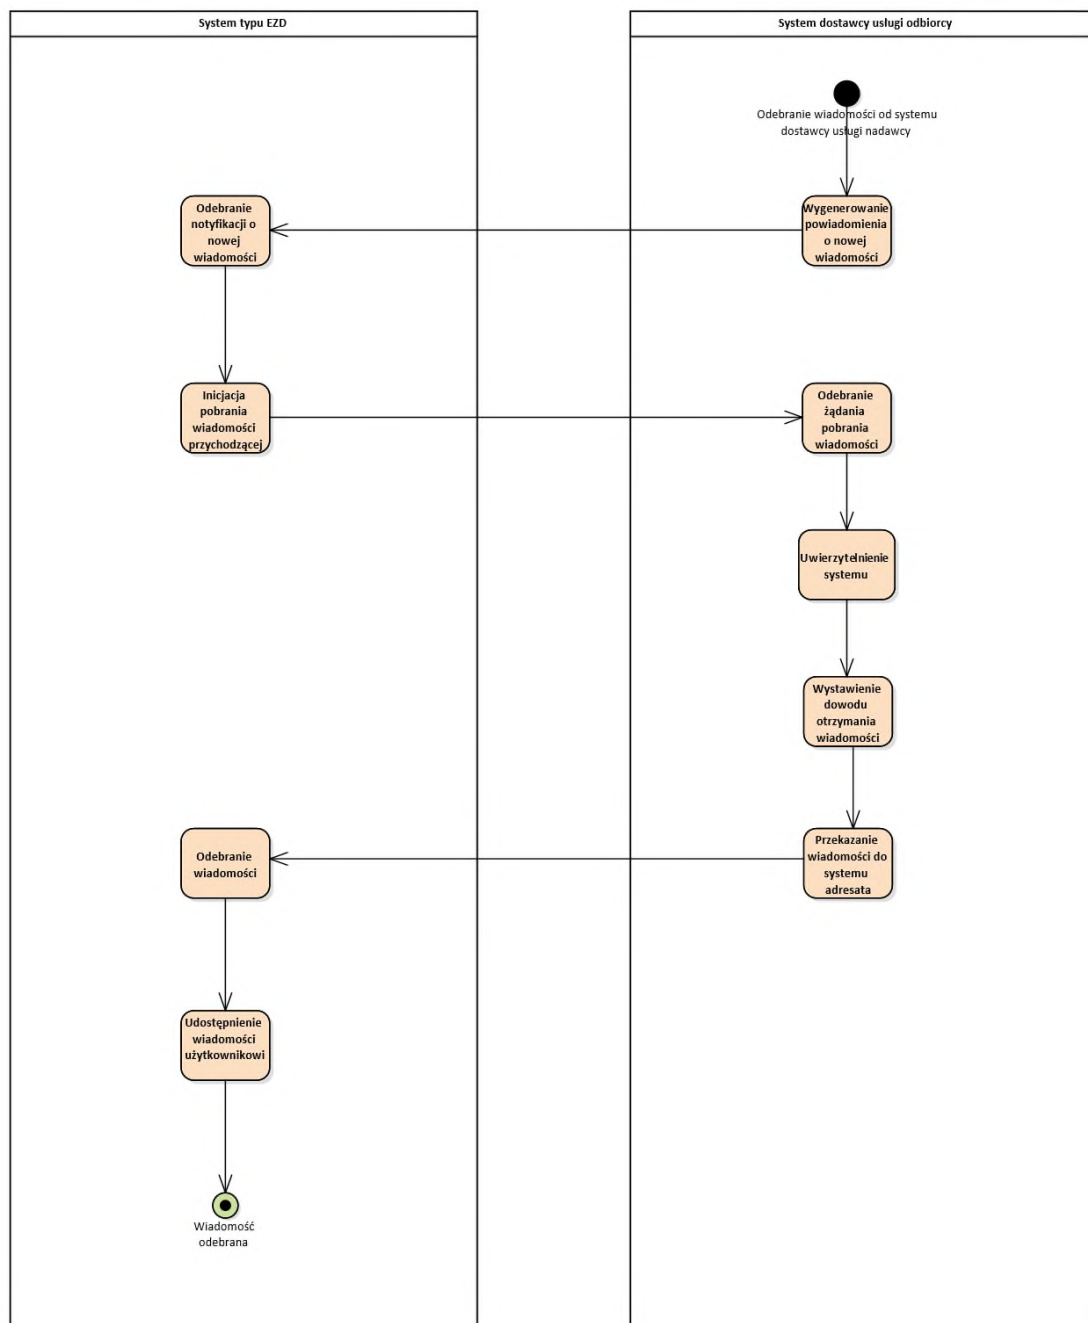 System typu EZD
System dostawcy usługi odbiorcy
Odebranie wiadomości od systemu
dostawcy usługi nadawcy
Odebranie
notyfikacji o
nowej
wiadomości
Wygenerowanie
powiadomienia
o nowej
wiadomości
Inicjacja
pobrania
wiadomości
przychodzącej
Odebranie
żądania
pobrania
wiadomości
Uwierzytelnienie
systemu
Wystawienie
dowodu
otrzymania
wiadomości
Odebranie
wiadomości
Przekazanie
wiadomości do
systemu
adresata
Udostępnienie
wiadomości
użytkownikowi
Wiadomość
odebrana